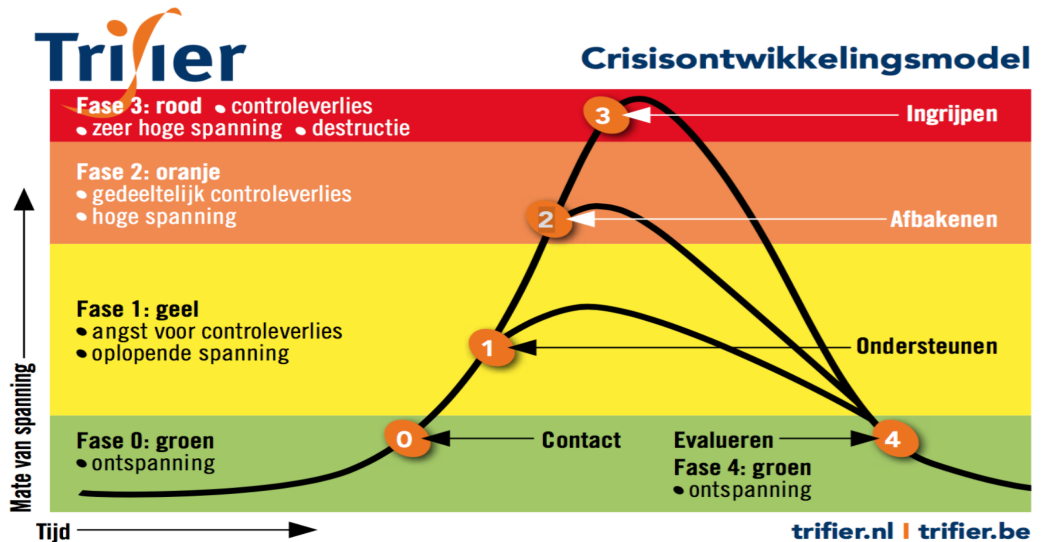 Trifier
Crisisontwikkelingsmodel
Fase 3: rood • controleverlies
• zeer hoge spanning • destructie
3
Ingrijpen
Fase 2: oranje
• gedeeltelijk controleverlies
• hoge spanning
2
Afbakenen
Fase 1: geel
• angst voor controleverlies
• oplopende spanning
1
Ondersteunen
Fase 0: groen
• ontspanning
0
Contact
Evalueren
4
Fase 4: groen
• ontspanning
Mate van spanning
Tijd
trifier.nl | trifier.be